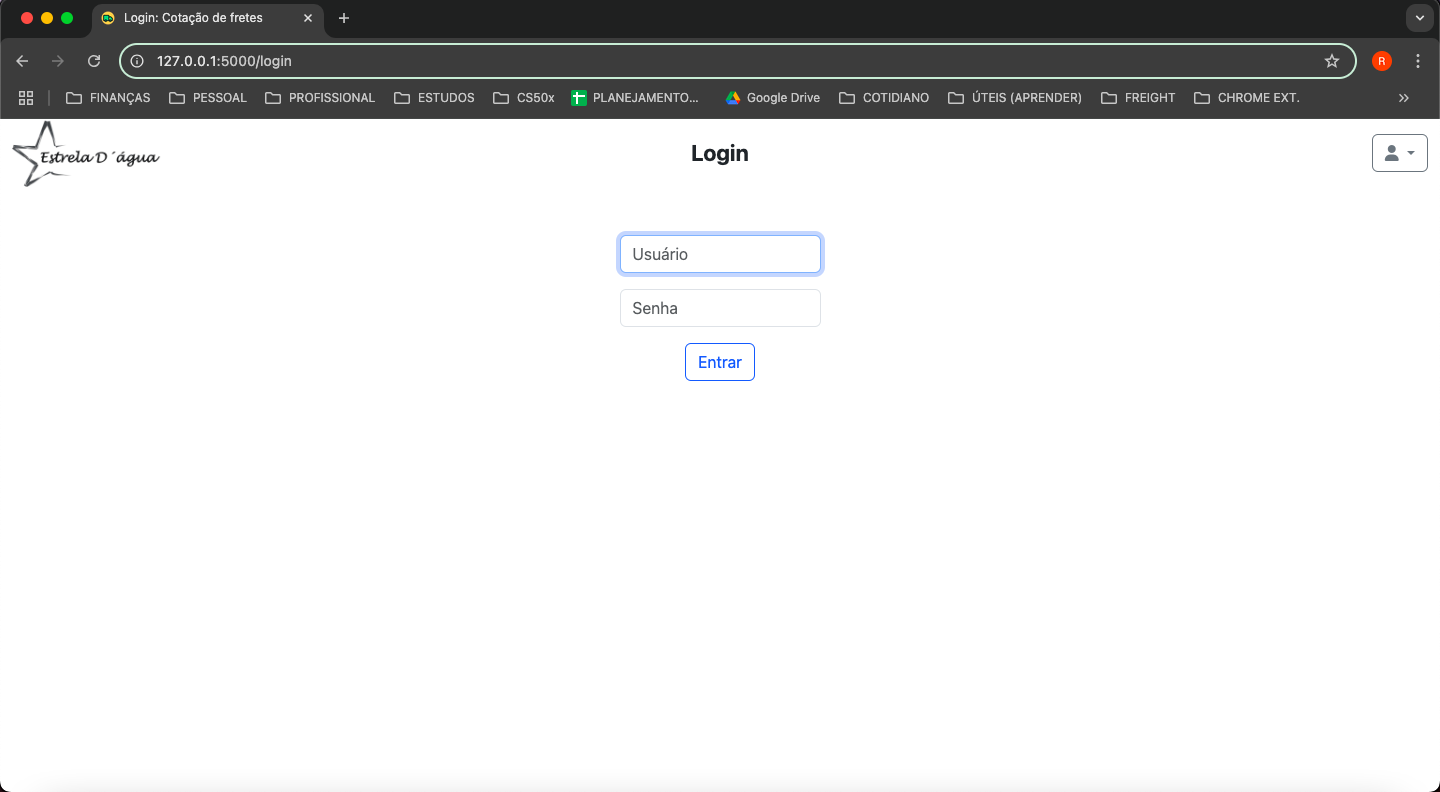 Login: Cotação de fretes
127.0.0.1:5000/login
R
FINANÇAS PESSOAL PROFISSIONAL ESTUDOS CS50x PLANEJAMENTO... Google Drive COTIDIANO ÚTEIS (APRENDER) FREIGHT CHROME EXT.
Estrela D´água
Login
Usuário
Senha
Entrar